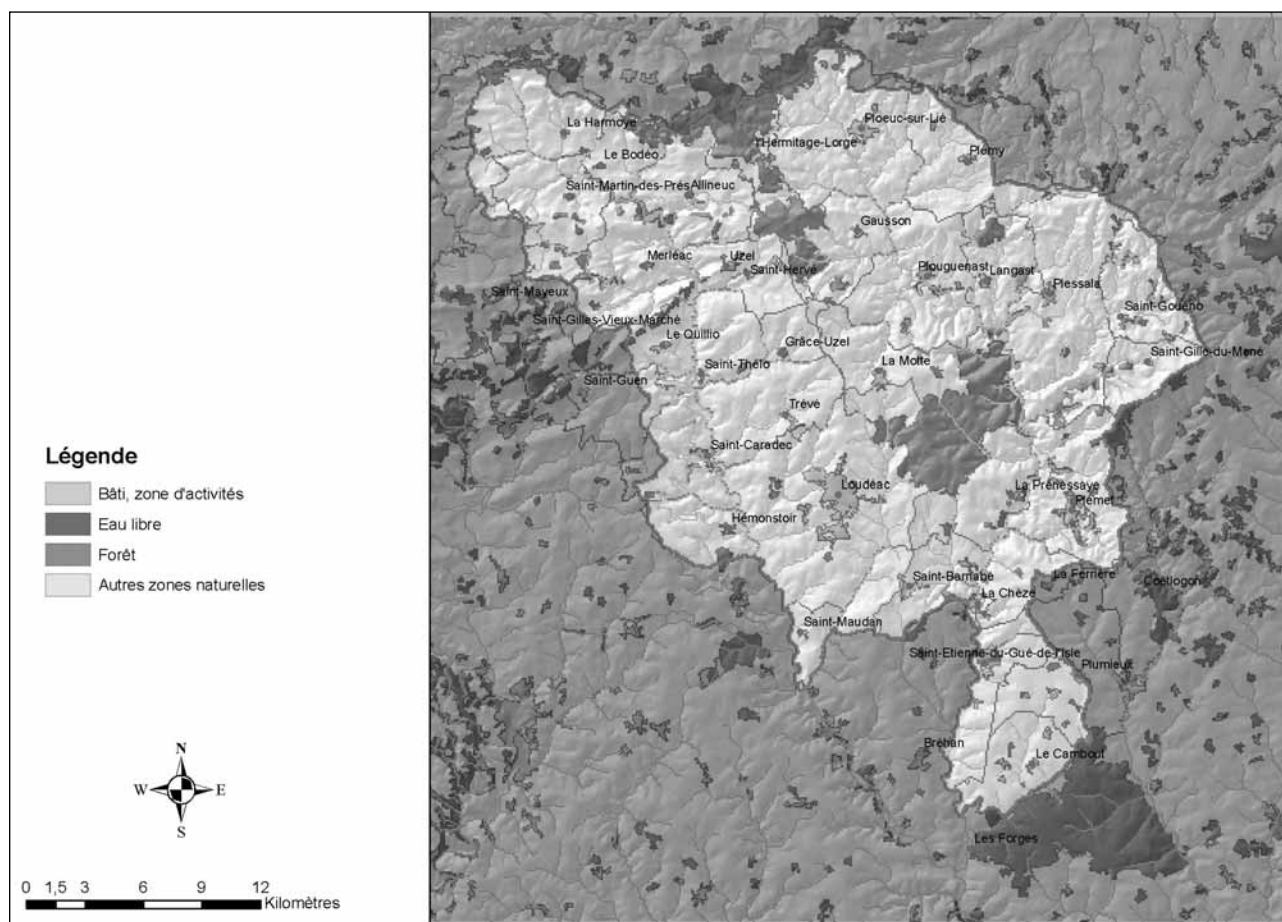 La Harmoye
Ploeuc-sur-Lié
l'Hermitage-Lorge
Plémy
Le Bodéo
Saint-Martin-des-Prés
Allineuc
Gausson
Merléac
Uzel
Saint-Hervé
Plouguenast
Langast
Plessala
Saint-Mayeux
Saint-Gouéno
Saint-Gilles-Vieux-Marché
Le Quillio
Grâce-Uzel
La Motte
Saint-Gille-du-Mené
Saint-Thélo
Saint-Guen
Trévé
Saint-Caradec
Légende
Bâti, zone d'activités
Eau libre
Forêt
Autres zones naturelles
Loudéac
La Prénessaye
Plémet
Hémonstoir
Saint-Barnabé
La Ferrière
Coëtlogon
La Chèze
Saint-Maudan
Saint-Etienne-du-Gué-de-l'Isle
Plumieux
Bréhan
Le Cambout
Les Forges
N
W
E
S
0 1,5 3 6 9 12
Kilomètres